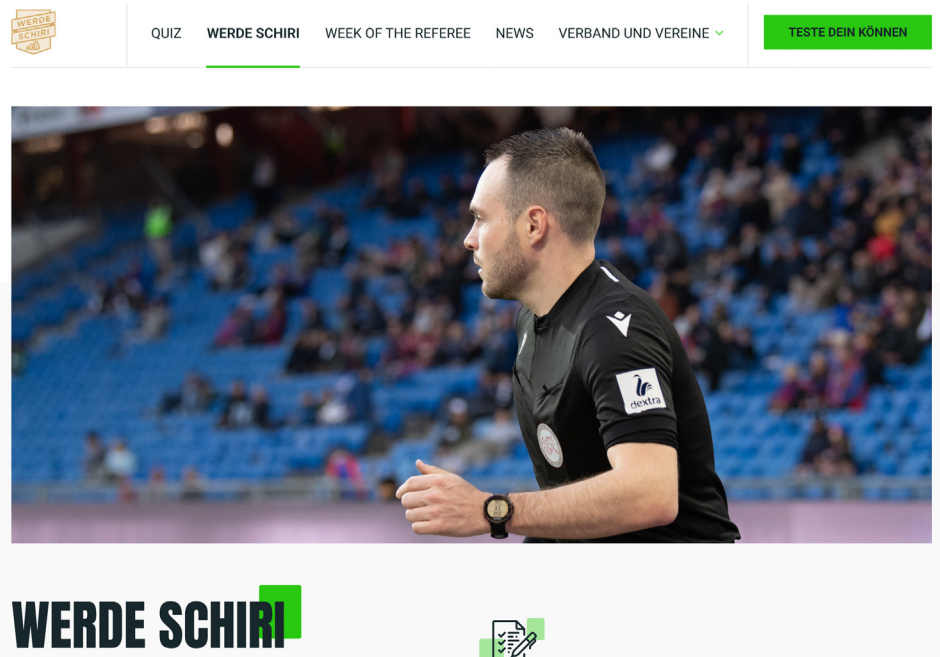 WERDE
SCHIRI
QUIZ
WERDE SCHIRI
WEEK OF THE REFEREE
NEWS
VERBAND UND VEREINE
TESTE DEIN KÖNNEN
dextra
WERDE SCHIRI